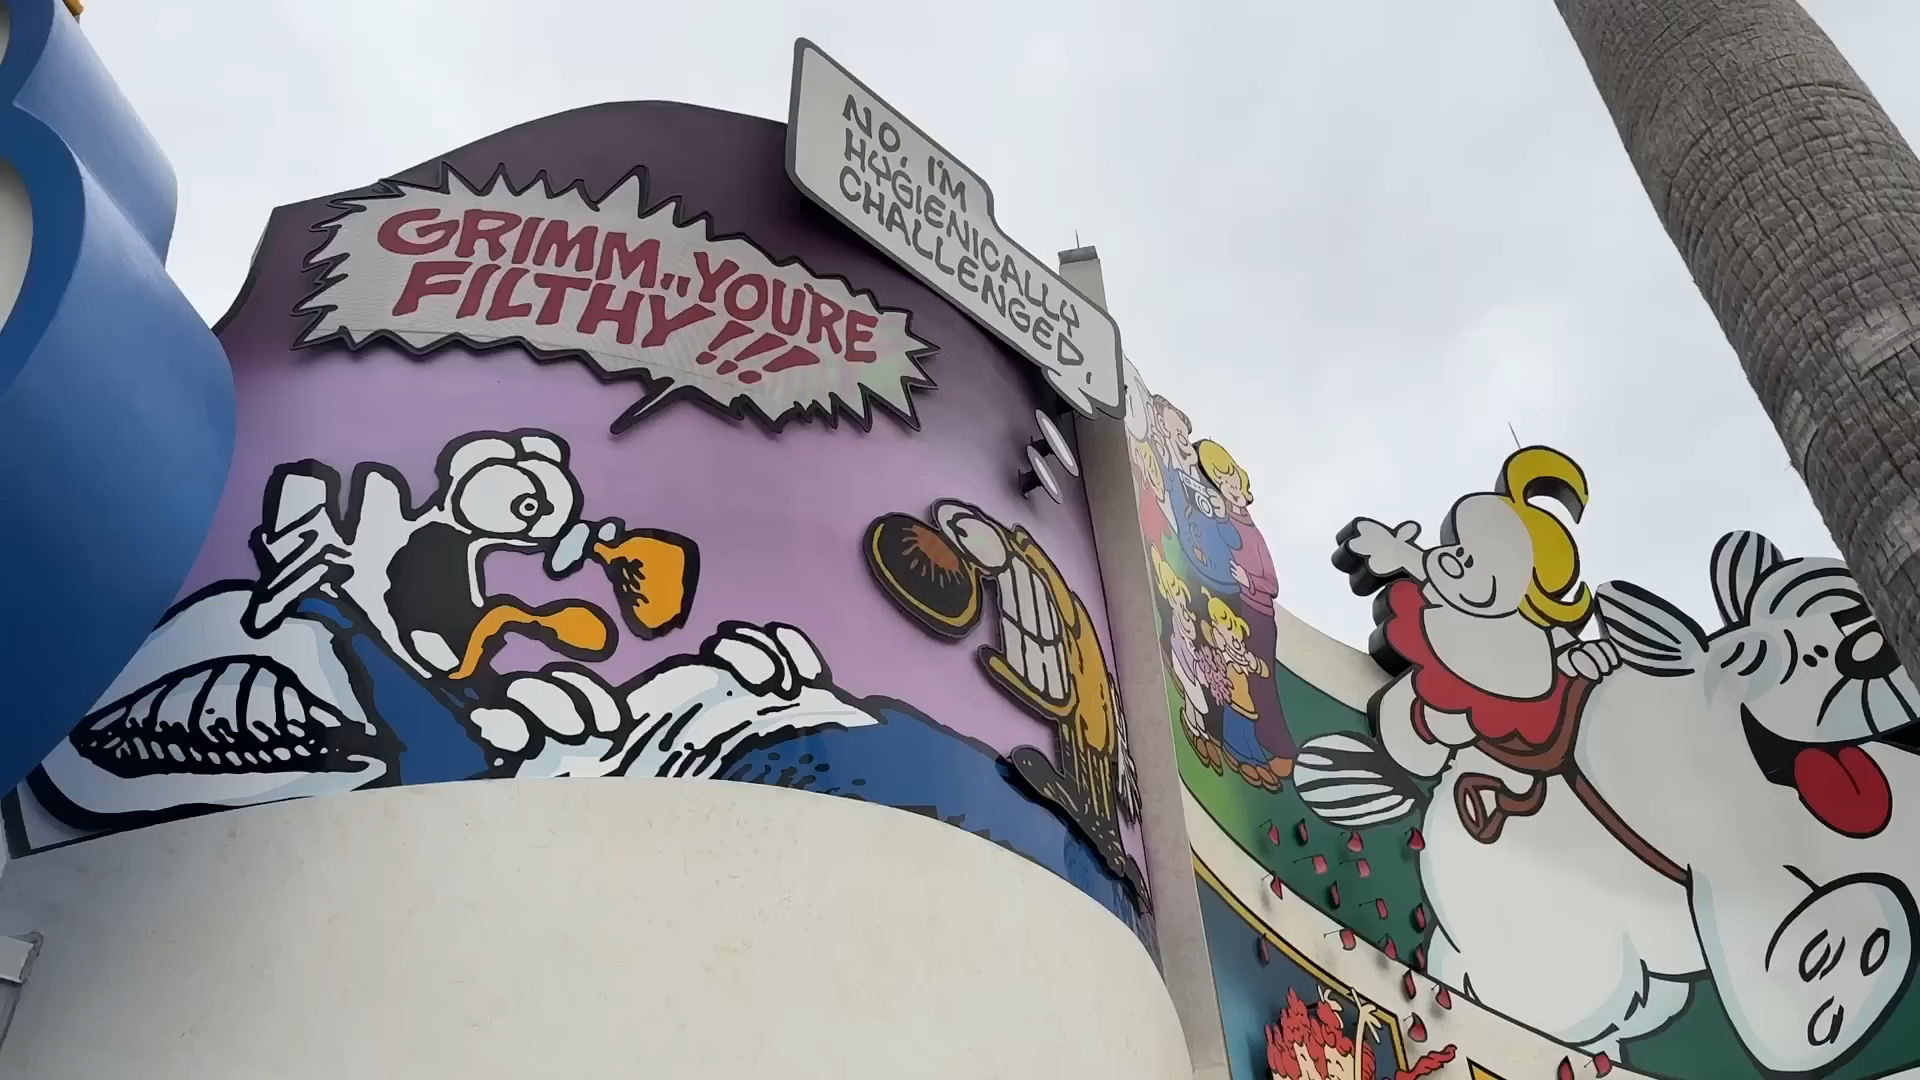 GRIMM..YOU'RE
FILTHY!!!
NO, I'M
HYGIENICALLY
CHALLENGED.